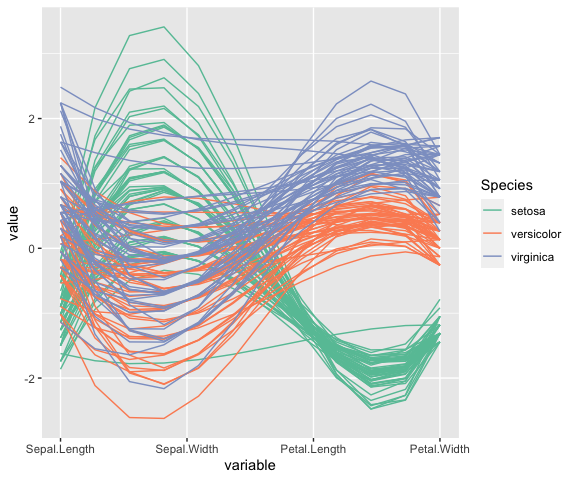 2
0
-2
value
Sepal.Length
Sepal.Width
Petal.Length
Petal.Width
variable
Species
setosa
versicolor
virginica